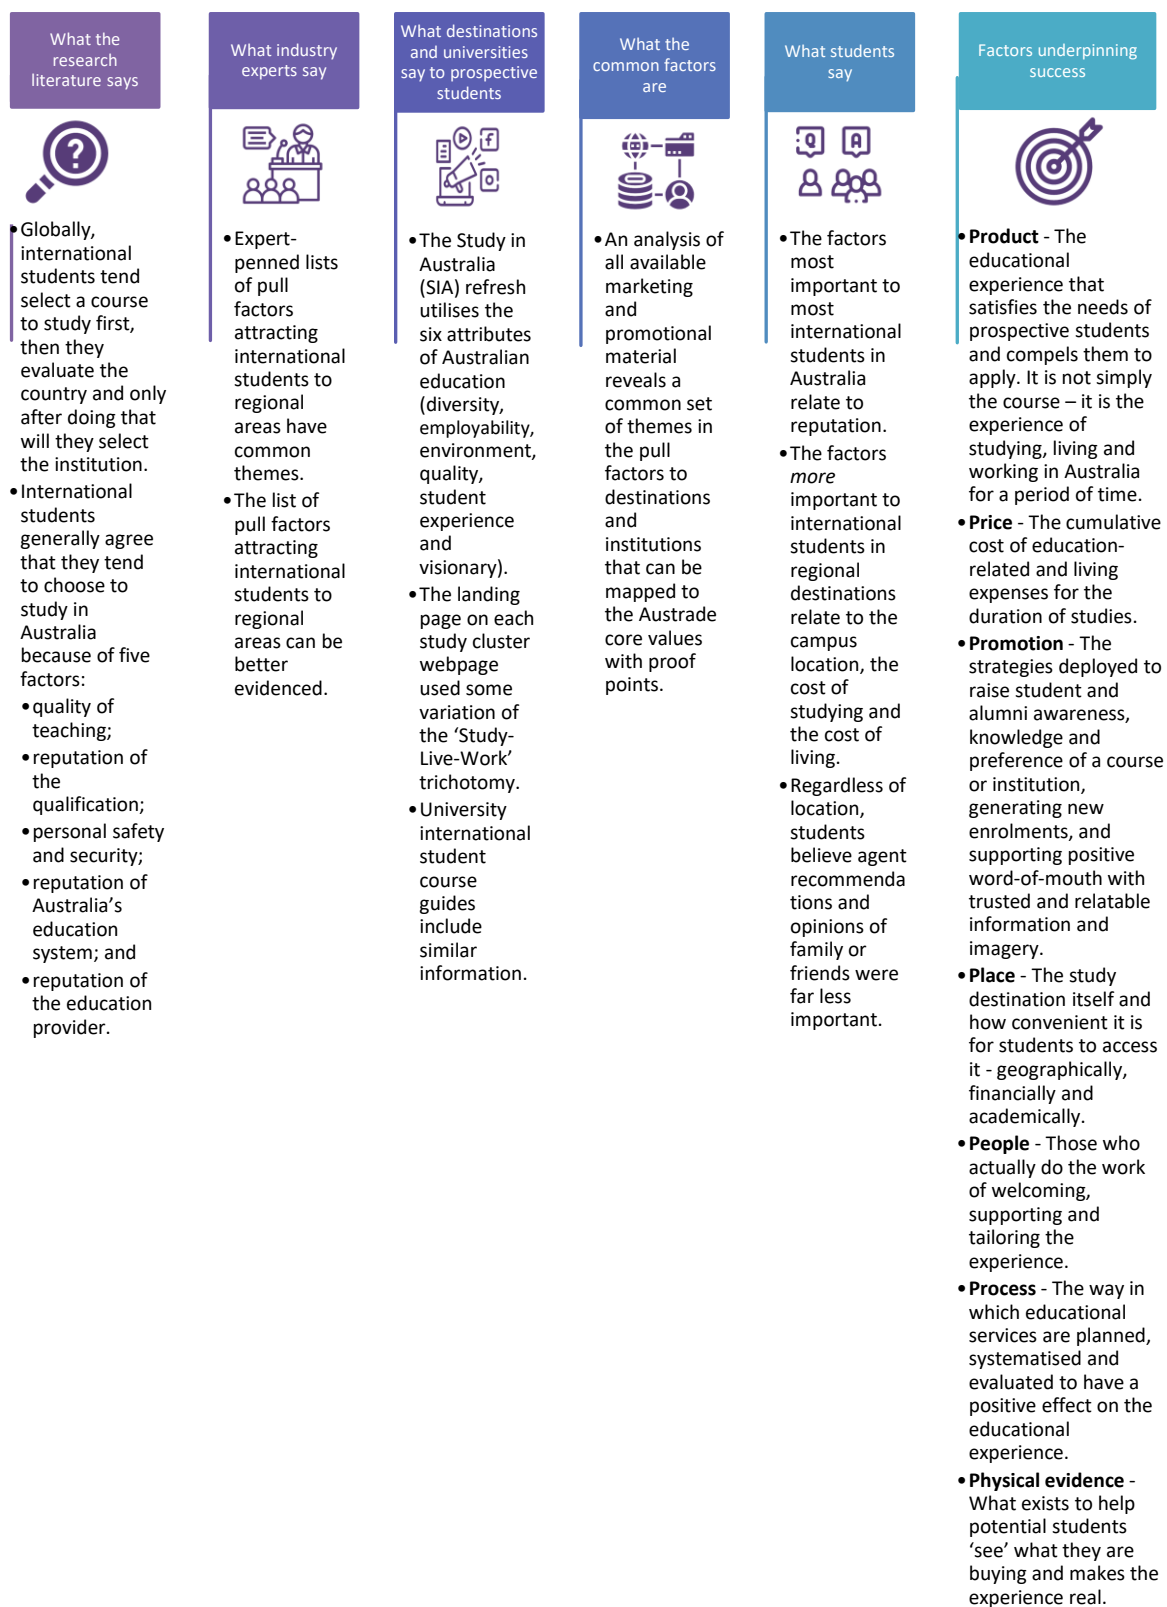 What the
research
literature says
•Globally,
international
students tend
select a course
to study first,
then they
evaluate the
country and only
after doing that
will they select
the institution.
•International
students
generally agree
that they tend
to choose to
study in
Australia
because of five
factors:
•quality of
teaching;
•reputation of
the
qualification;
•personal safety
and security;
•reputation of
Australia’s
education
system; and
•reputation of
the education
provider.
What industry
experts say
•Expert-
penned lists
of pull
factors
attracting
international
students to
regional
areas have
common
themes.
•The list of
pull factors
attracting
international
students to
regional
areas can be
better
evidenced.
What destinations
and universities
say to prospective
students
•The Study in
Australia
(SIA) refresh
utilises the
six attributes
of Australian
education
(diversity,
employability,
environment,
quality,
student
experience
and
visionary).
•The landing
page on each
study cluster
webpage
used some
variation of
the ‘Study-
Live-Work’
trichotomy.
•University
international
student
course
guides
include
similar
information.
What the
common factors
are
•An analysis of
all available
marketing
and
promotional
material
reveals a
common set
of themes in
the pull
factors to
destinations
and
institutions
that can be
mapped to
the Austrade
core values
with proof
points.
What students
say
Q A
•The factors
most
important to
most
international
students in
Australia
relate to
reputation.
•The factors
more
important to
international
students in
regional
destinations
relate to the
campus
location, the
cost of
studying and
the cost of
living.
•Regardless of
location,
students
believe agent
recommenda
tions and
opinions of
family or
friends were
far less
important.
Factors underpinning
success
•Product - The
educational
experience that
satisfies the needs of
prospective students
and compels them to
apply. It is not simply
the course – it is the
experience of
studying, living and
working in Australia
for a period of time.
•Price - The cumulative
cost of education-
related and living
expenses for the
duration of studies.
•Promotion - The
strategies deployed to
raise student and
alumni awareness,
knowledge and
preference of a course
or institution,
generating new
enrolments, and
supporting positive
word-of-mouth with
trusted and relatable
information and
imagery.
•Place - The study
destination itself and
how convenient it is
for students to access
it - geographically,
financially and
academically.
•People - Those who
actually do the work
of welcoming,
supporting and
tailoring the
experience.
•Process - The way in
which educational
services are planned,
systematised and
evaluated to have a
positive effect on the
educational
experience.
•Physical evidence -
What exists to help
potential students
‘see’ what they are
buying and makes the
experience real.